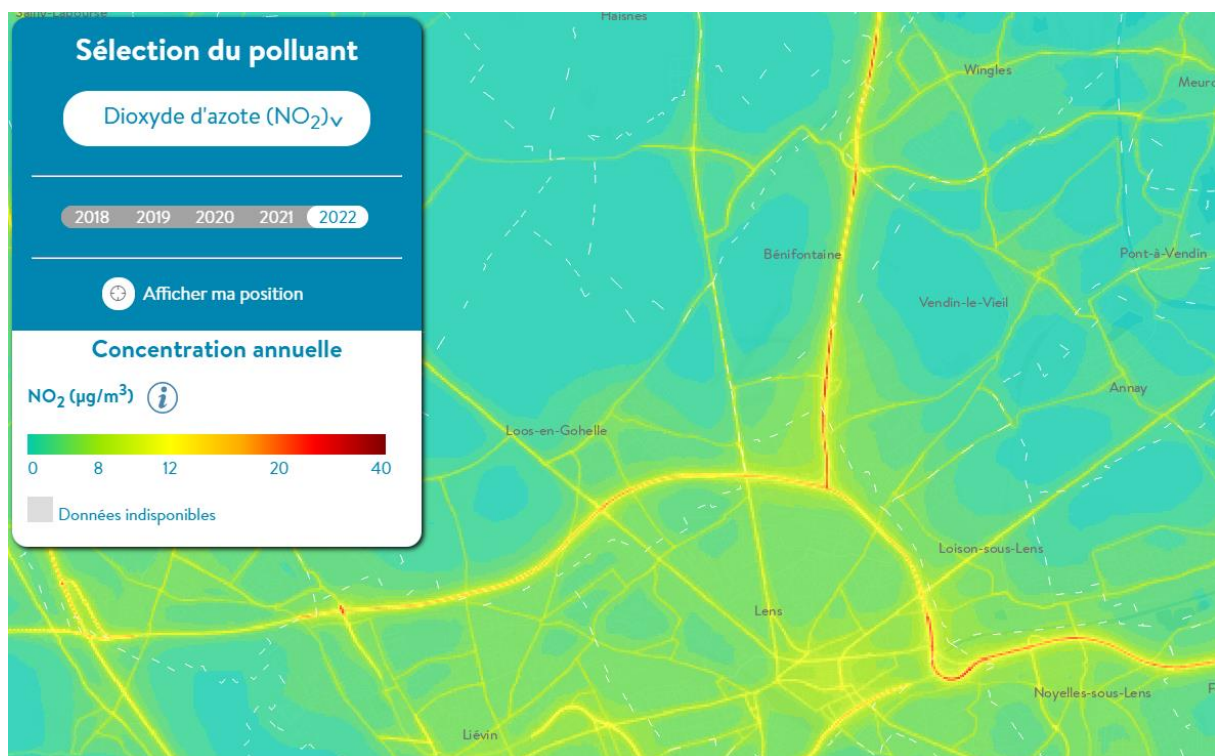 Sélection du polluant
Dioxyde d'azote (NO₂)
2018 2019 2020 2021 2022
Afficher ma position
Concentration annuelle
NO₂ (µg/m³) i
0 8 12 20 40
Données indisponibles
Haisnes
Wingles
Bénifontaine
Pont-à-Vendin
Vendin-le-Vieil
Annay
Loos-en-Gohelle
Loison-sous-Lens
Lens
Noyelles-sous-Lens
Liévin